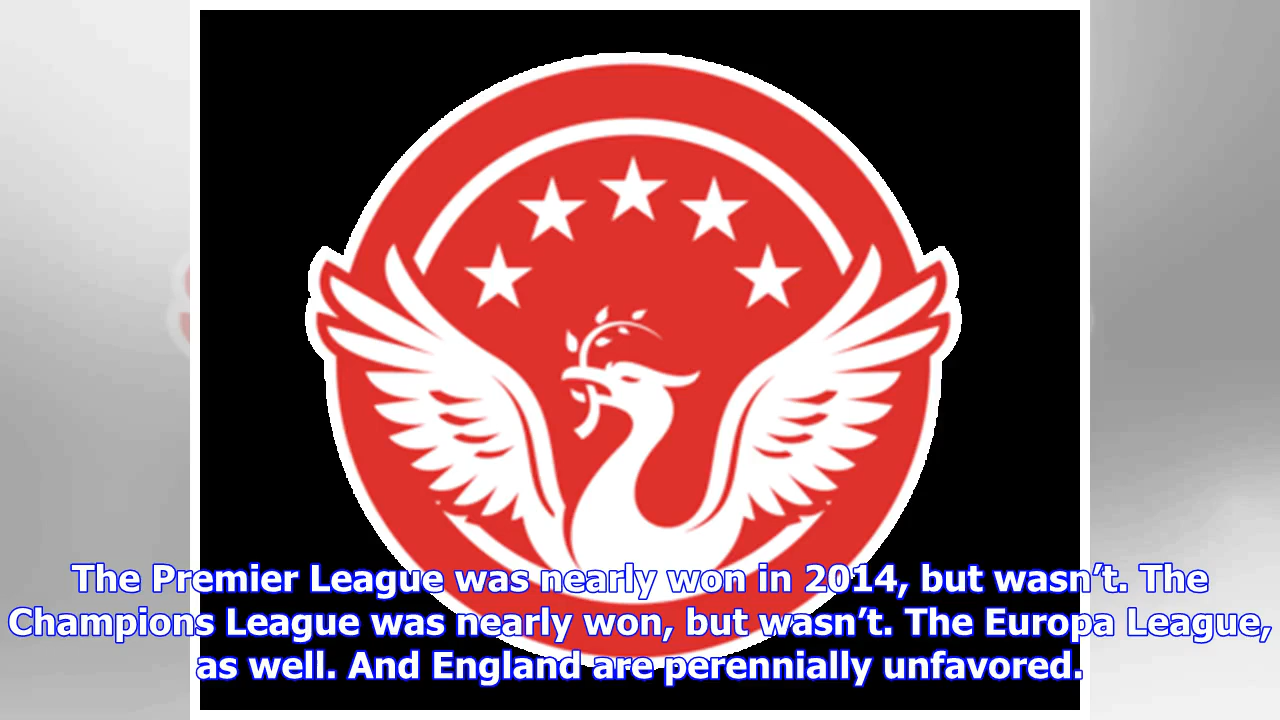 The Premier League was nearly won in 2014, but wasn’t. The
Champions League was nearly won, but wasn’t. The Europa League,
as well. And England are perennially unfavored.